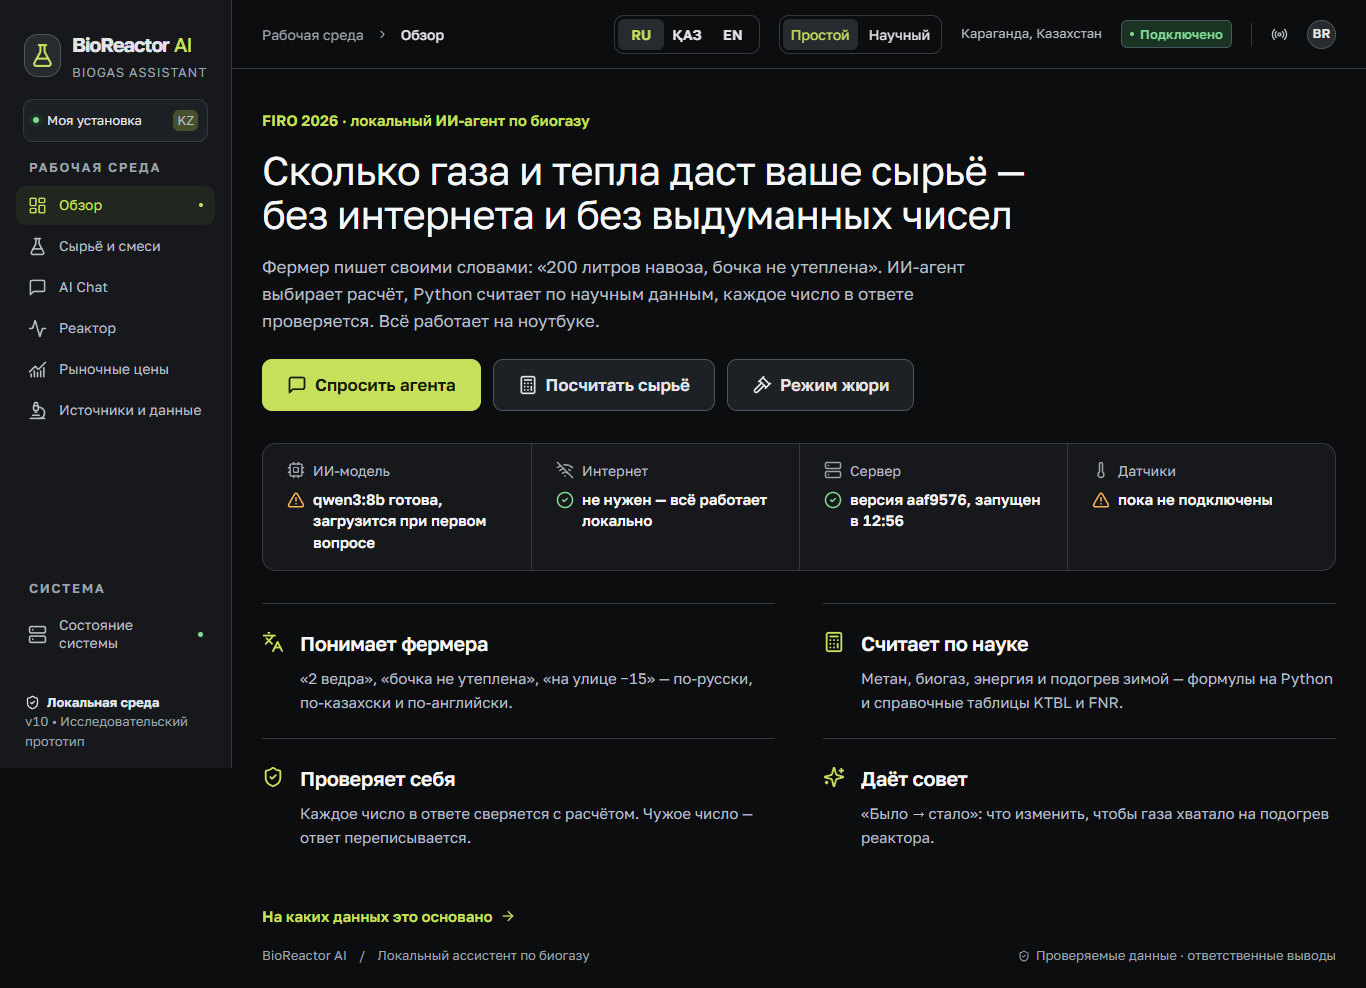 BioReactor AI
BIOGAS ASSISTANT
Моя установка
KZ
РАБОЧАЯ СРЕДА
Обзор
Сырьё и смеси
AI Chat
Реактор
Рыночные цены
Источники и данные
СИСТЕМА
Состояние
системы
Локальная среда
v10 • Исследовательский
прототип
Рабочая среда > Обзор
RU ҚАЗ EN
Простой Научный
Караганда, Казахстан
• Подключено
BR
FIRO 2026 · локальный ИИ-агент по биогазу
Сколько газа и тепла даст ваше сырьё —
без интернета и без выдуманных чисел
Фермер пишет своими словами: «200 литров навоза, бочка не утеплена». ИИ-агент
выбирает расчёт, Python считает по научным данным, каждое число в ответе
проверяется. Всё работает на ноутбуке.
Спросить агента
Посчитать сырьё
Режим жюри
ИИ-модель
qwen3:8b готова,
загрузится при первом
вопросе
Интернет
не нужен — всё работает
локально
Сервер
версия aaf9576, запущен
в 12:56
Датчики
пока не подключены
Понимает фермера
«2 ведра», «бочка не утеплена», «на улице −15» — по-русски,
по-казахски и по-английски.
Считает по науке
Метан, биогаз, энергия и подогрев зимой — формулы на Python
и справочные таблицы KTBL и FNR.
Проверяет себя
Каждое число в ответе сверяется с расчётом. Чужое число —
ответ переписывается.
Даёт совет
«Было → стало»: что изменить, чтобы газа хватало на подогрев
реактора.
На каких данных это основано →
BioReactor AI / Локальный ассистент по биогазу
Проверяемые данные · ответственные выводы